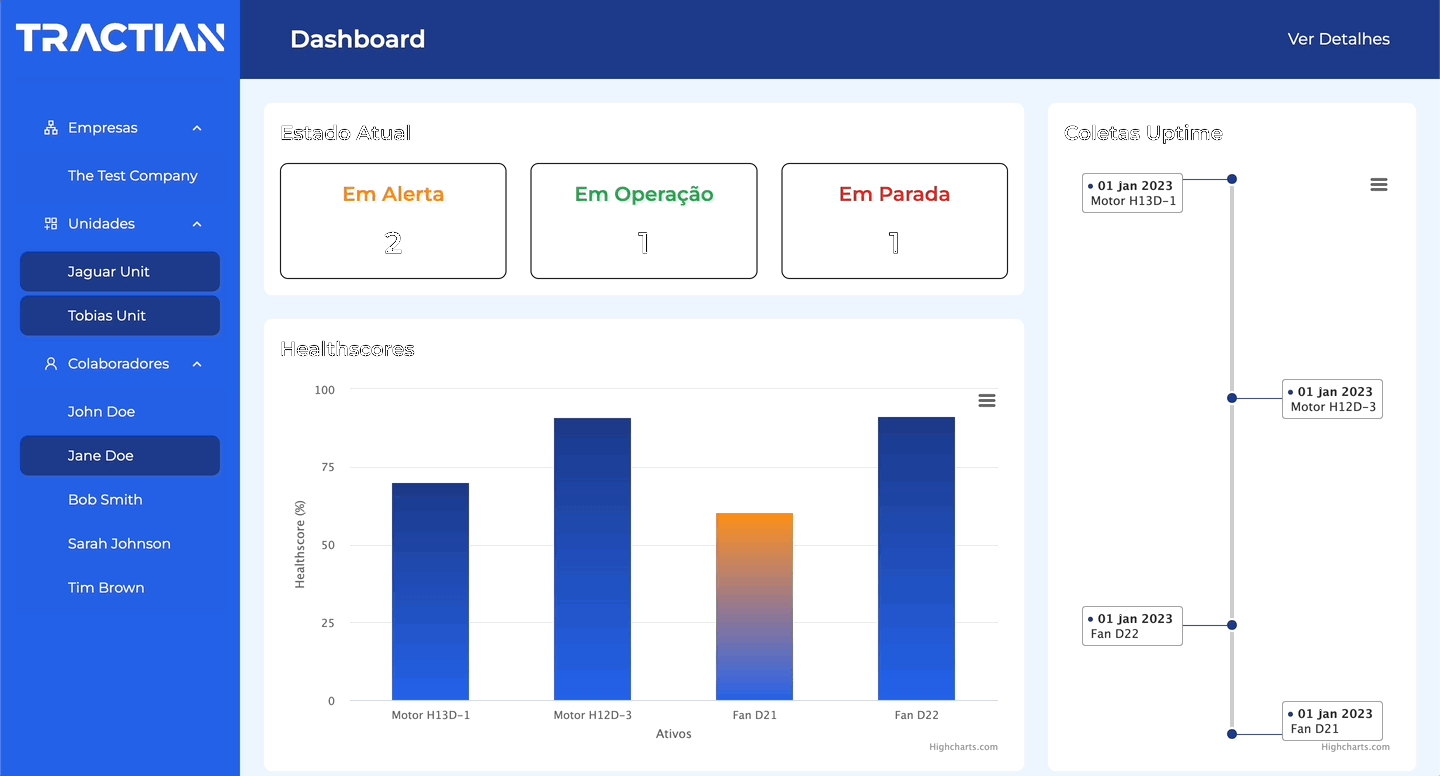 TRACTIAN
Dashboard
Ver Detalhes
Empresas
The Test Company
Unidades
Jaguar Unit
Tobias Unit
Colaboradores
John Doe
Jane Doe
Bob Smith
Sarah Johnson
Tim Brown
Estado Atual
Em Alerta
2
Em Operação
1
Em Parada
1
Healthscores
100
75
50
25
0
Healthscore (%)
Motor H13D-1
Motor H12D-3
Fan D21
Fan D22
Ativos
Highcharts.com
Coletas Uptime
• 01 jan 2023
Motor H13D-1
• 01 jan 2023
Motor H12D-3
• 01 jan 2023
Fan D22
• 01 jan 2023
Fan D21
Highcharts.com